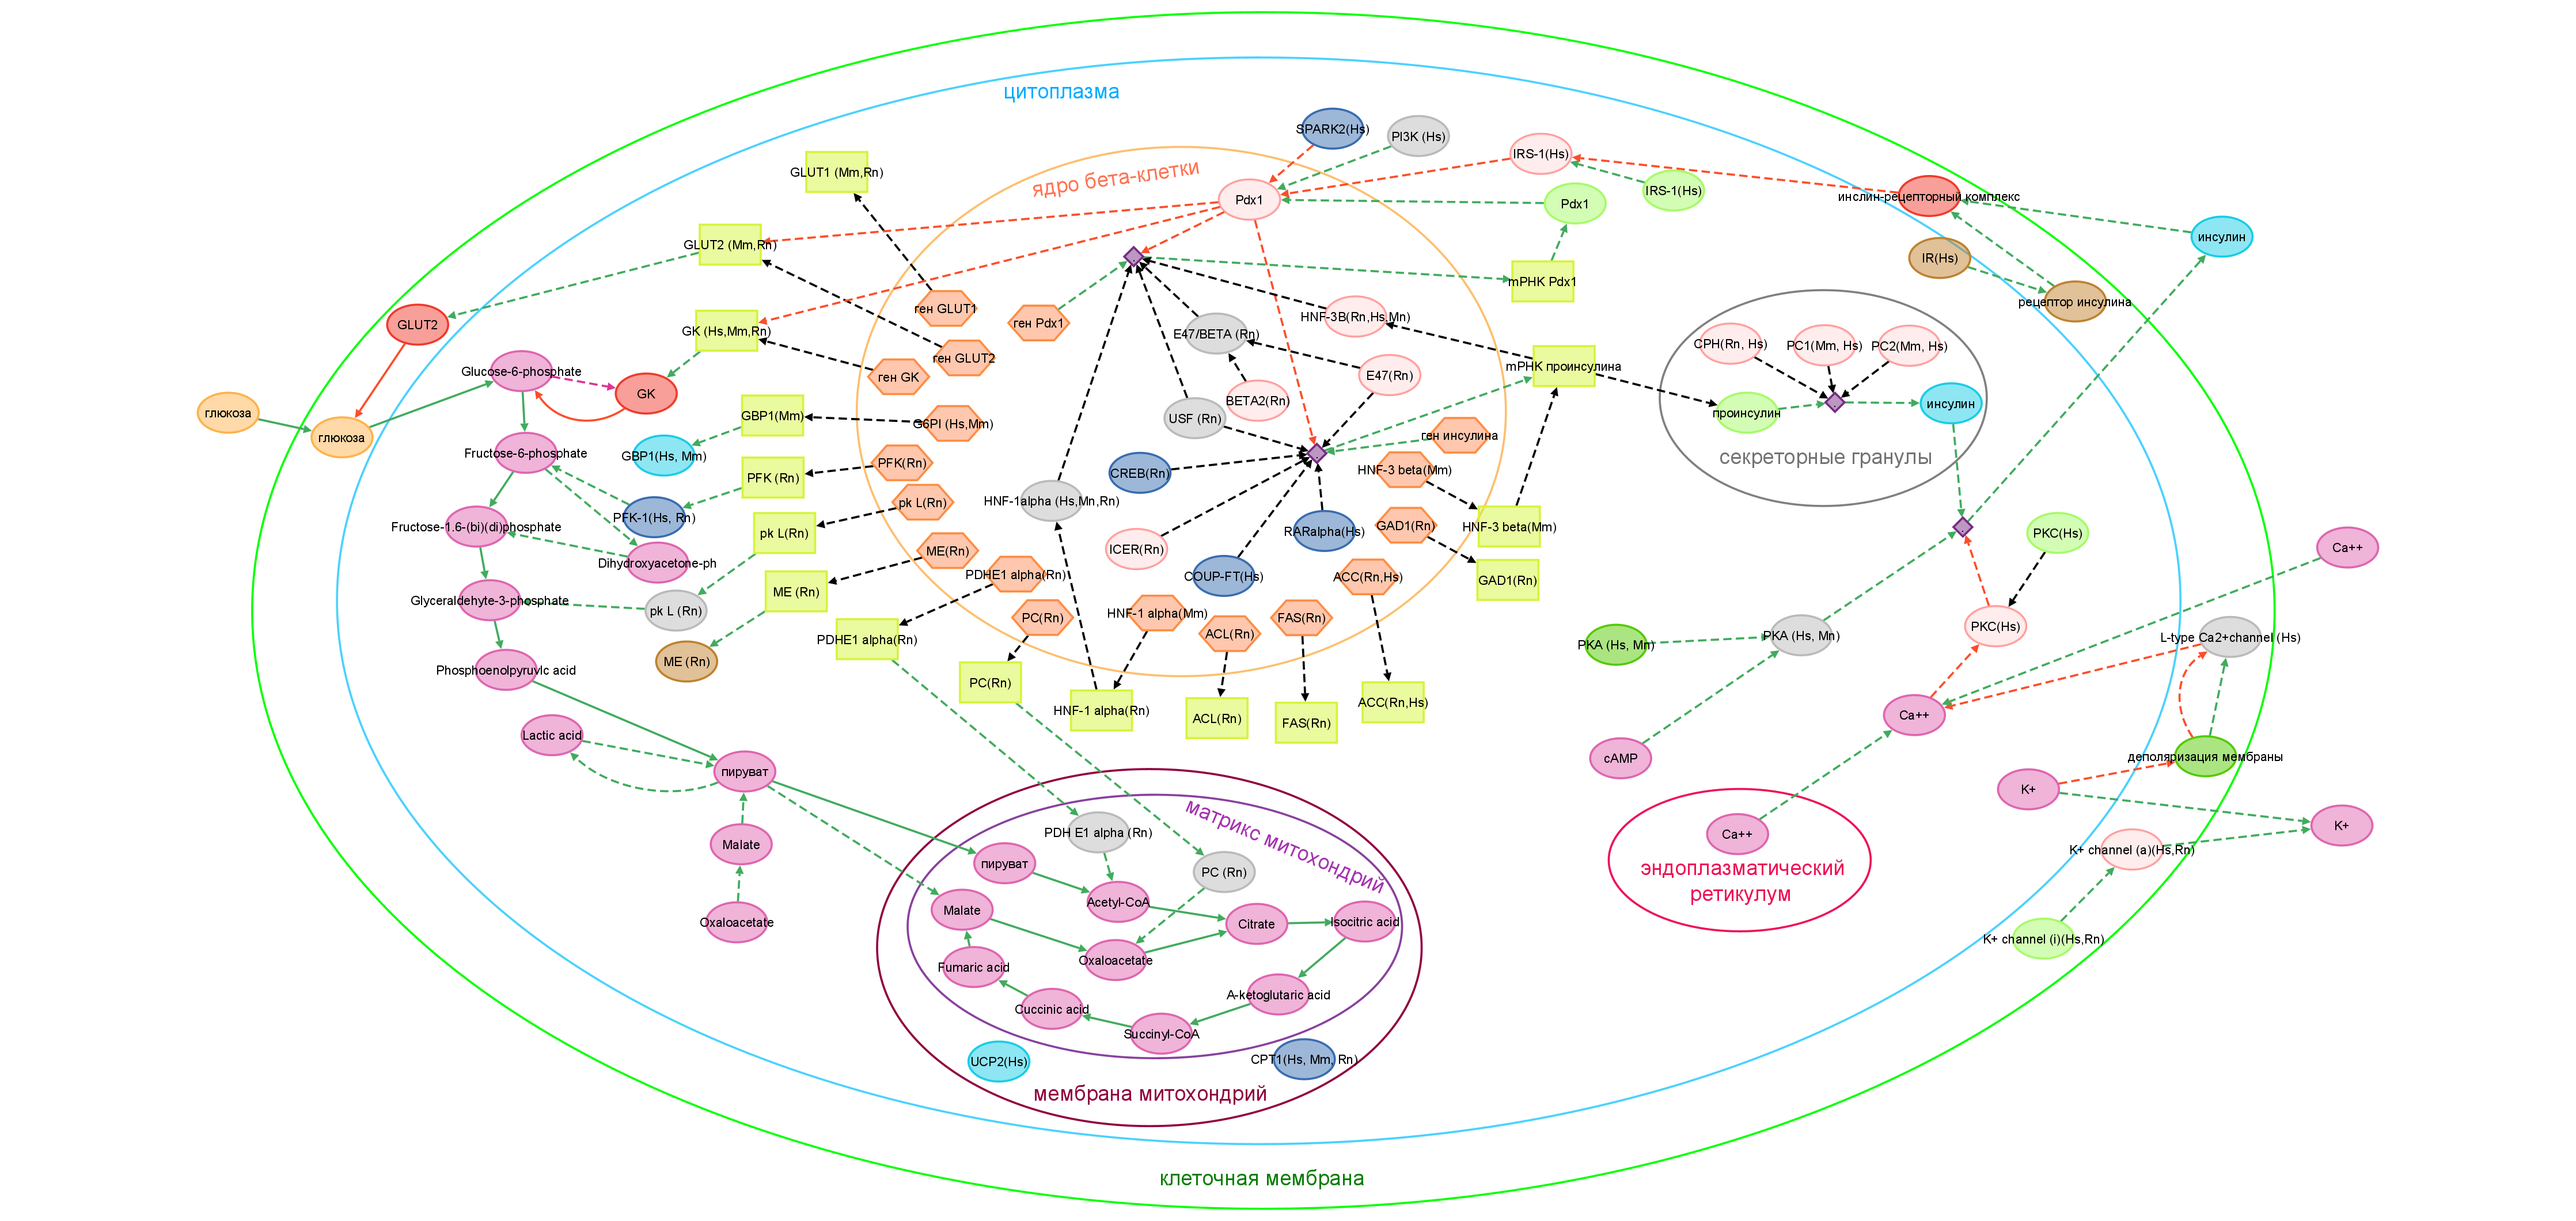 цитоплазма
SPARK2(Hs)
PI3K (Hs)
IRS-1(Hs)
GLUT1 (Mm,Rn)
ядро бета-клетки
Pdx1
Pdx1
IRS-1(Hs)
инслин-рецепторный комплекс
GLUT2 (Mm,Rn)
инсулин
IR(Hs)
mPHK Pdx1
рецептор инсулина
GLUT2
GK (Hs,Mm,Rn)
ген GLUT1
ген Pdx1
E47/BETA (Rn)
HNF-3B(Rn,Hs,Mn)
CPH(Rn, Hs)
PC1(Mm, Hs)
PC2(Mm, Hs)
ген GLUT2
mPHK проинсулина
Glucose-6-phosphate
GK
ген GK
E47(Rn)
BETA2(Rn)
инсулин
глюкоза
глюкоза
GBP1(Mm)
G6PI (Hs,Mm)
USF (Rn)
проинсулин
ген инсулина
Fructose-6-phosphate
GBP1(Hs, Mm)
PFK(Rn)
секреторные гранулы
PFK (Rn)
CREB(Rn)
HNF-3 beta(Mm)
pk L(Rn)
HNF-1alpha (Hs,Mn,Rn)
PFK-1(Hs, Rn)
Fructose-1.6-(bi)(di)phosphate
pk L(Rn)
RARalpha(Hs)
GAD1(Rn)
HNF-3 beta(Mm)
PKC(Hs)
ICER(Rn)
ME(Rn)
Ca++
Dihydroxyacetone-ph
PDHE1 alpha(Rn)
COUP-FT(Hs)
ACC(Rn,Hs)
GAD1(Rn)
ME (Rn)
Glyceraldehyte-3-phosphate
pk L (Rn)
PC(Rn)
HNF-1 alpha(Mm)
FAS(Rn)
PKC(Hs)
PDHE1 alpha(Rn)
ACL(Rn)
PKA (Hs, Mn)
PKA (Hs, Mn)
L-type Ca2+channel (Hs)
ME (Rn)
Phosphoenolpyruvic acid
PC(Rn)
HNF-1 alpha(Rn)
ACL(Rn)
FAS(Rn)
ACC(Rn,Hs)
Ca++
Lactic acid
cAMP
деполяризация мембраны
пируват
K+
K+
матрикс митохондрий
PDH E1 alpha (Rn)
Ca++
Malate
K+ channel (a)(Hs,Rn)
пируват
PC (Rn)
эндоплазматический
ретикулум
Acetyl-CoA
Malate
Oxaloacetate
Citrate
Isocitric acid
K+ channel (i)(Hs,Rn)
Oxaloacetate
Fumaric acid
A-ketoglutaric acid
Cuccinic acid
Succinyl-CoA
UCP2(Hs)
CPT1(Hs, Mm, Rn)
мембрана митохондрий
клеточная мембрана